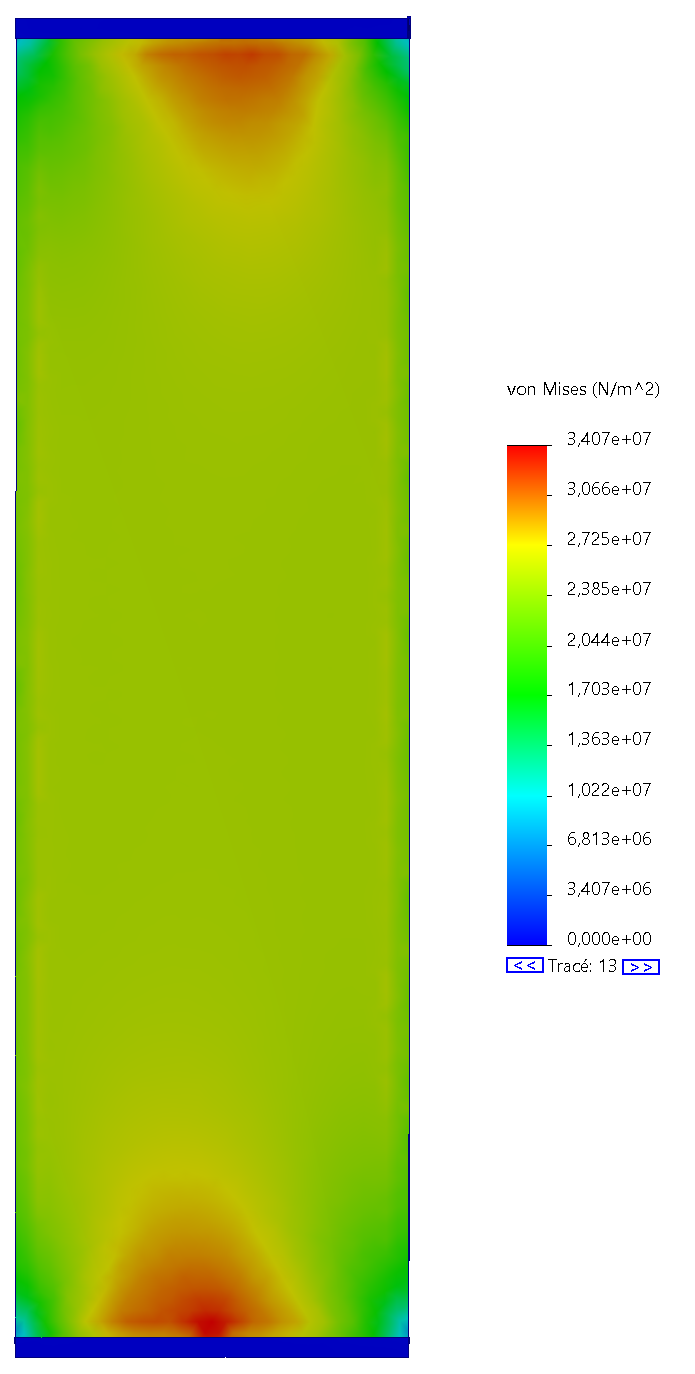 von Mises (N/m^2)
3,407e+07
3,066e+07
2,725e+07
2,385e+07
2,044e+07
1,703e+07
1,363e+07
1,022e+07
6,813e+06
3,407e+06
0,000e+00
<< Tracé: 13 >>